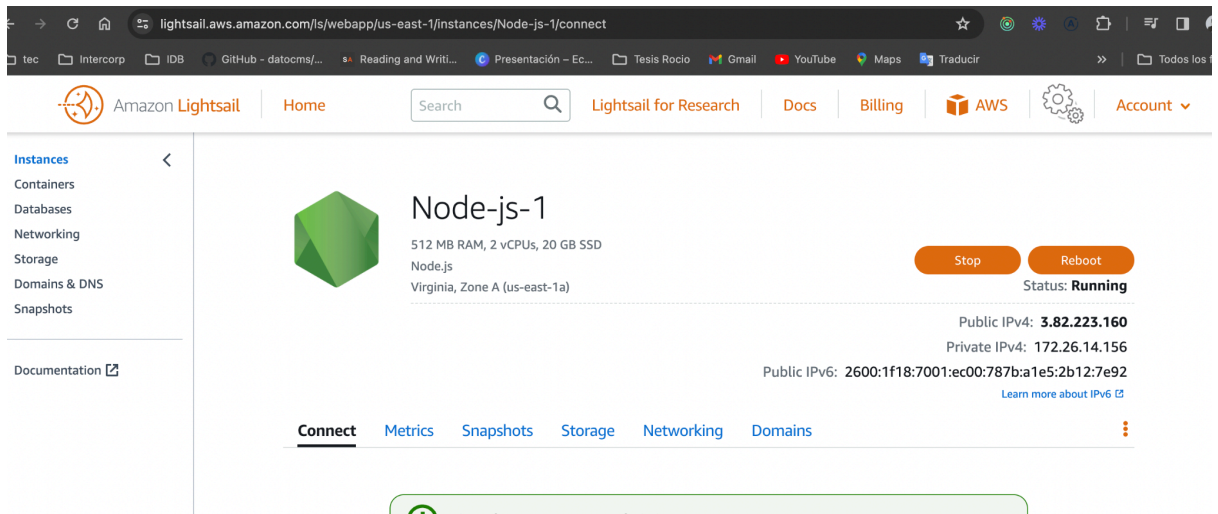 lightsail.aws.amazon.com/ls/webapp/us-east-1/instances/Node-js-1/connect
tec Intercorp IDB GitHub - datocms/... SA Reading and Writi... Presentación – Ec... Tesis Rocio Gmail YouTube Maps Traducir » Todos los
Amazon Lightsail Home Search Lightsail for Research Docs Billing AWS Account
Instances
Containers
Databases
Networking
Storage
Domains & DNS
Snapshots
Documentation
Node-js-1
512 MB RAM, 2 vCPUs, 20 GB SSD
Node.js
Virginia, Zone A (us-east-1a)
Stop Reboot
Status: Running
Public IPv4: 3.82.223.160
Private IPv4: 172.26.14.156
Public IPv6: 2600:1f18:7001:ec00:787b:a1e5:2b12:7e92
Learn more about IPv6
Connect Metrics Snapshots Storage Networking Domains